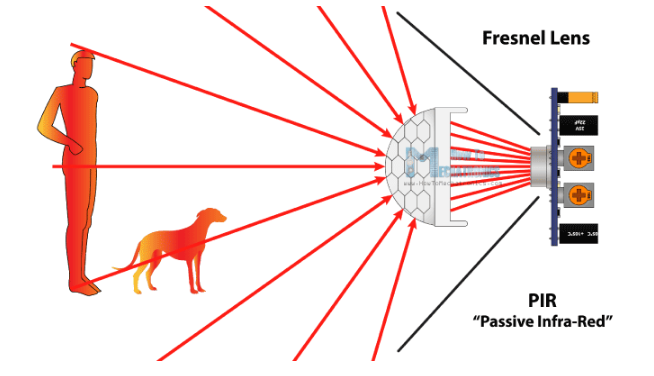 Fresnel Lens
PIR
“Passive Infra-Red”